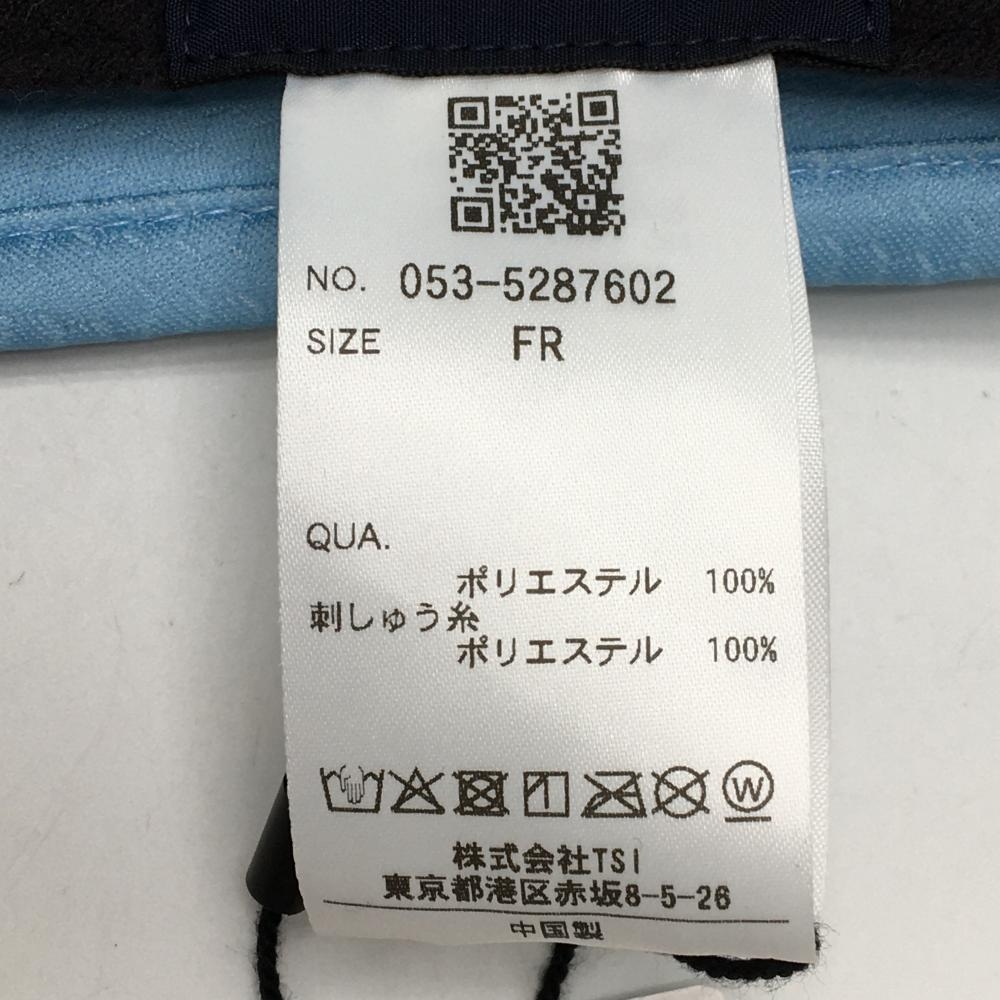 NO. 053-5287602
SIZE FR
QUA.
ポリエステル 100%
刺しゅう糸
ポリエステル 100%
W
株式会社TSI
東京都港区赤坂8-5-26
中国製